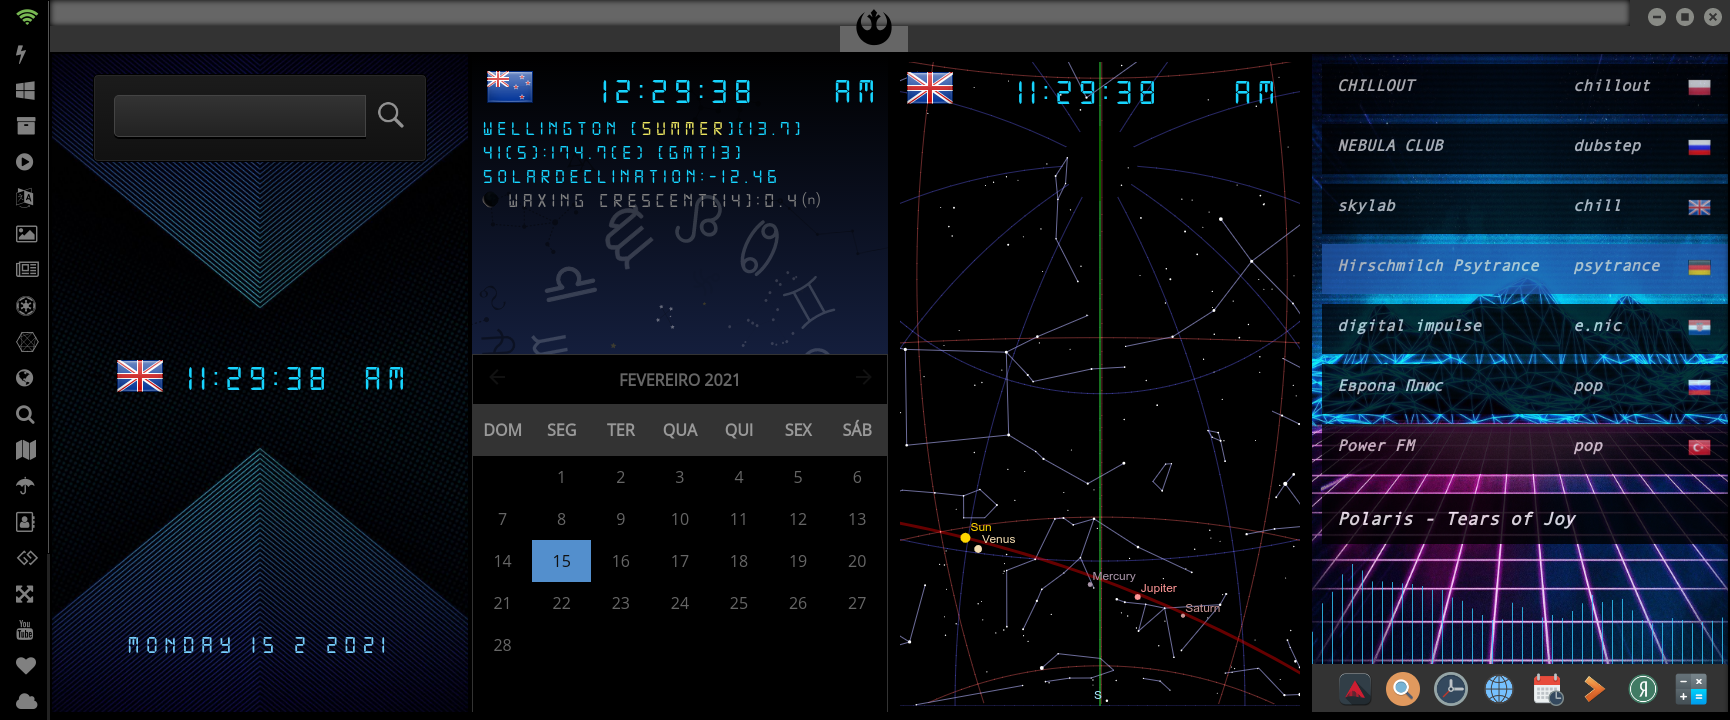 11:29:38 AM
MONDAY 15 2 2021
12:29:38 AM
WELLINGTON [SUMMER][13.7]
41(S):174.7(E) [GMT13]
SOLARDECLINATION:-12.46
WAXING CRESCENT[14]:0.4(n)
FEVEREIRO 2021
DOM SEG TER QUA QUI SEX SÁB
1 2 3 4 5 6
7 8 9 10 11 12 13
14 15 16 17 18 19 20
21 22 23 24 25 26 27
28
11:29:38 AM
Sun
Venus
Mercury
Jupiter
Saturn
S
CHILLOUT chillout
NEBULA CLUB dubstep
skylab chill
Hirschmilch Psytrance psytrance
digital impulse e.nic
Европа Плюс pop
Power FM pop
Polaris - Tears of Joy
You
Tube
Я